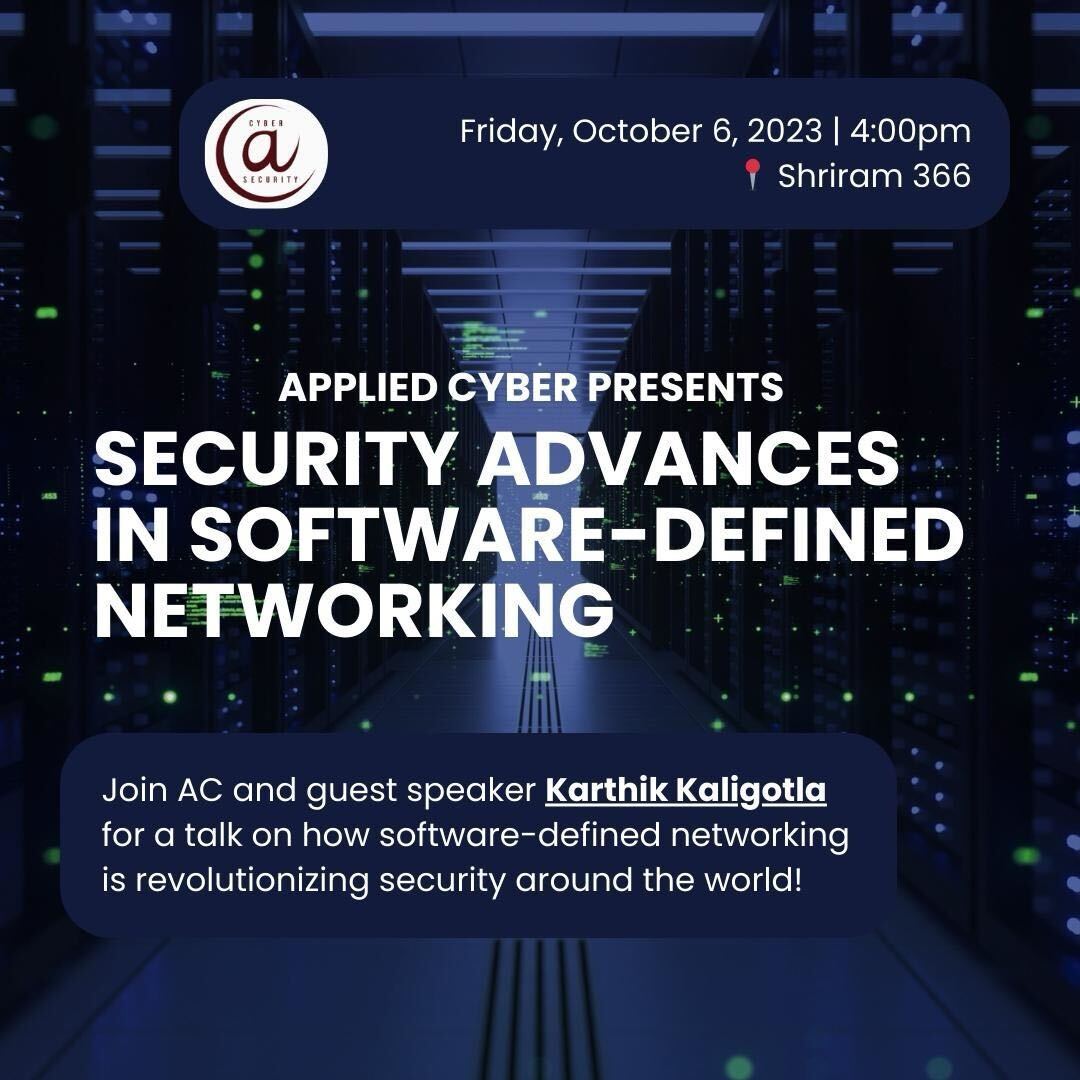 CYBER
a
SECURITY
Friday, October 6, 2023 | 4:00pm
📍 Shriram 366
APPLIED CYBER PRESENTS
SECURITY ADVANCES
IN SOFTWARE-DEFINED
NETWORKING
Join AC and guest speaker Karthik Kaligotla
for a talk on how software-defined networking
is revolutionizing security around the world!